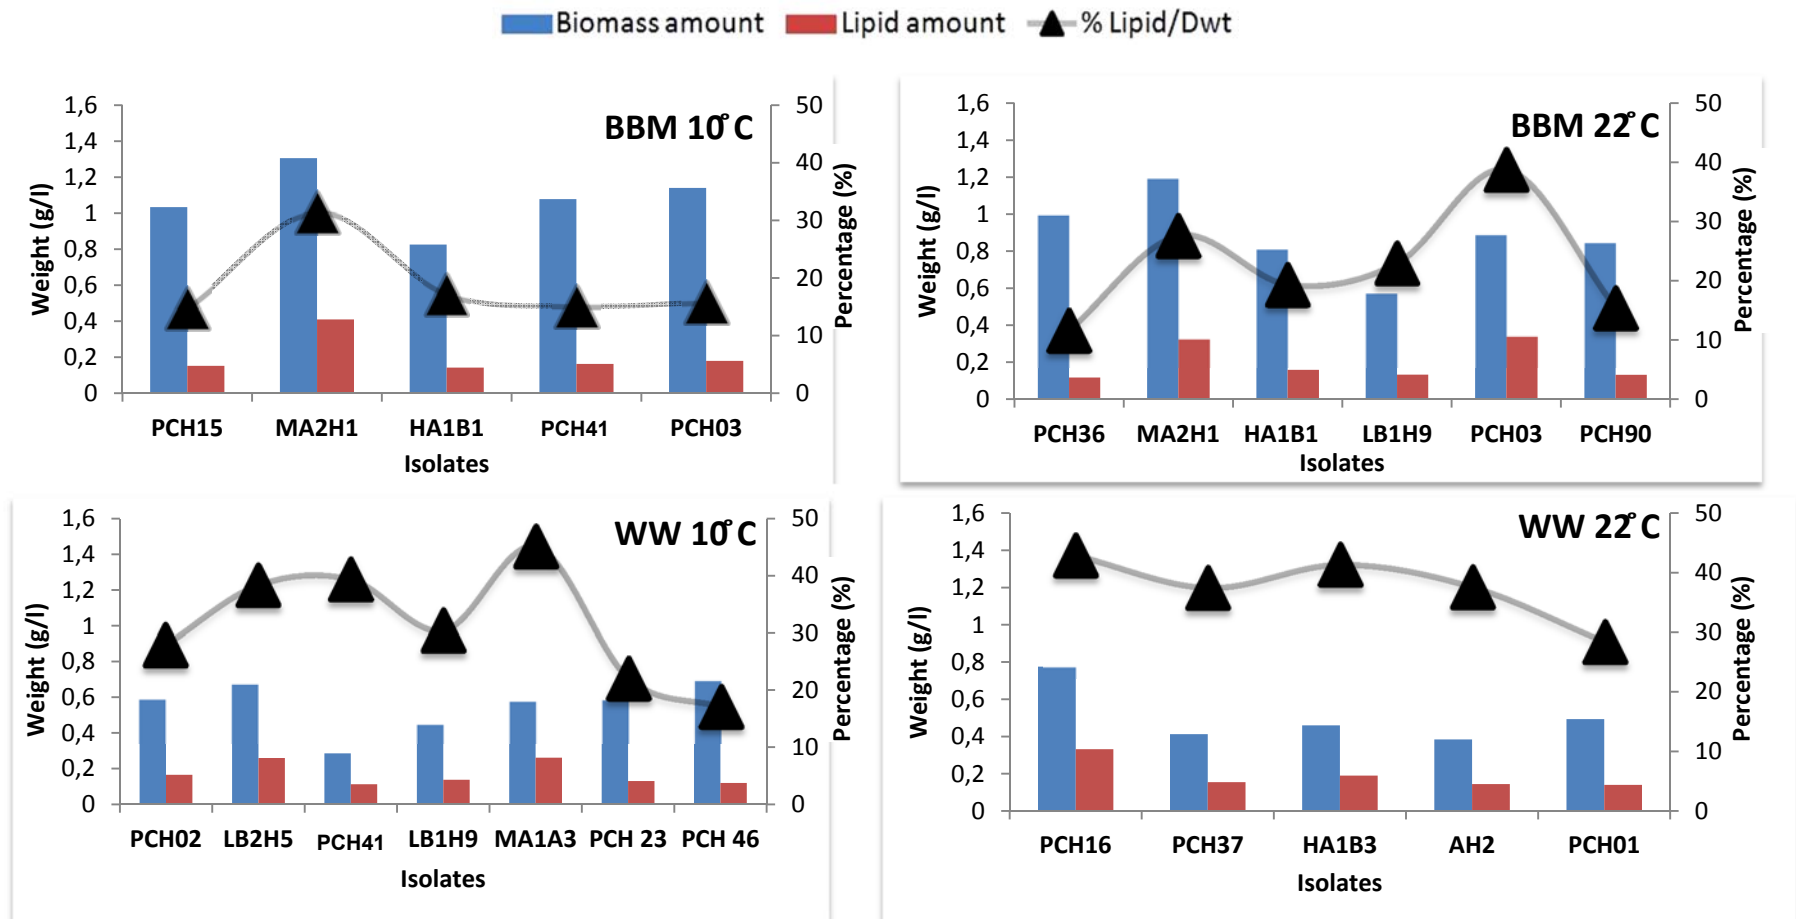 Biomass amount Lipid amount % Lipid/Dwt
BBM 10°C
Weight (g/l)
1,6
1,4
1,2
1
0,8
0,6
0,4
0,2
0
50
40
30
20
10
0
Percentage (%)
PCH15 MA2H1 HA1B1 PCH41 PCH03
Isolates
BBM 22°C
Weight (g/l)
1,6
1,4
1,2
1
0,8
0,6
0,4
0,2
0
50
40
30
20
10
0
Percentage (%)
PCH36 MA2H1 HA1B1 LB1H9 PCH03 PCH90
Isolates
WW 10°C
Weight (g/l)
1,6
1,4
1,2
1
0,8
0,6
0,4
0,2
0
50
40
30
20
10
0
Percentage (%)
PCH02 LB2H5 PCH41 LB1H9 MA1A3 PCH 23 PCH 46
Isolates
WW 22°C
Weight (g/l)
1,6
1,4
1,2
1
0,8
0,6
0,4
0,2
0
50
40
30
20
10
0
Percentage (%)
PCH16 PCH37 HA1B3 AH2 PCH01
Isolates